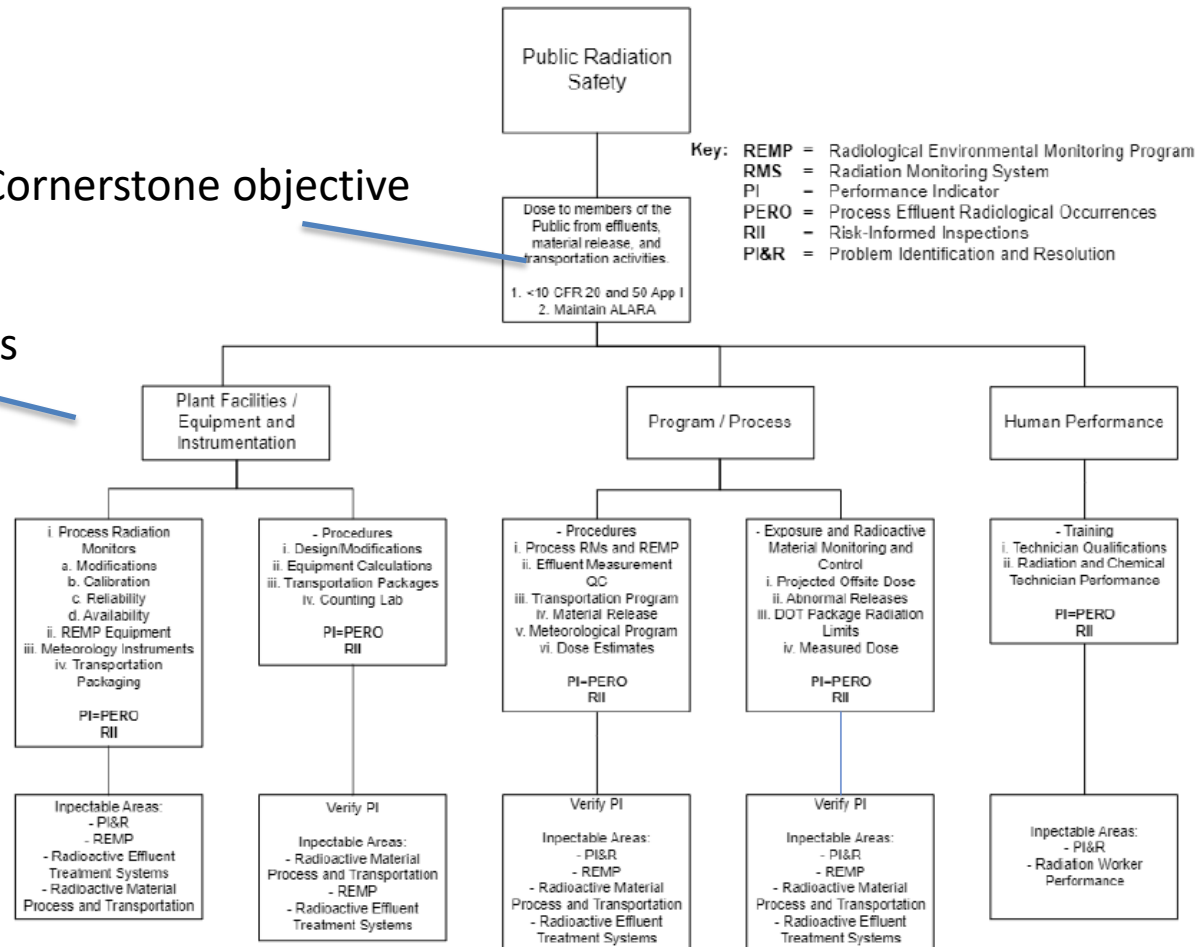 Public Radiation
Safety
Key: REMP = Radiological Environmental Monitoring Program
RMS = Radiation Monitoring System
PI = Performance Indicator
PERO = Process Effluent Radiological Occurrences
RII = Risk-Informed Inspections
PI&R = Problem Identification and Resolution
Cornerstone objective
Dose to members of the
Public from effluents,
material release, and
transportation activities.
1. <10 CFR 20 and 50 App I
2. Maintain ALARA
s
Plant Facilities /
Equipment and
Instrumentation
Program / Process
Human Performance
i. Process Radiation
Monitors
a. Modifications
b. Calibration
c. Reliability
d. Availability
ii. REMP Equipment
iii. Meteorology Instruments
iv. Transportation
Packaging
PI=PERO
RII
- Procedures
i. Design/Modifications
ii. Equipment Calculations
iii. Transportation Packages
iv. Counting Lab
PI=PERO
RII
- Procedures
i. Process RMs and REMP
ii. Effluent Measurement
QC
iii. Transportation Program
iv. Material Release
v. Meteorological Program
vi. Dose Estimates
PI=PERO
RII
- Exposure and Radioactive
Material Monitoring and
Control
i. Projected Offsite Dose
ii. Abnormal Releases
iii. DOT Package Radiation
Limits
iv. Measured Dose
PI=PERO
RII
- Training
i. Technician Qualifications
ii. Radiation and Chemical
Technician Performance
PI=PERO
RII
Inpectable Areas:
- PI&R
- REMP
- Radioactive Effluent
Treatment Systems
- Radioactive Material
Process and Transportation
Verify PI
Inpectable Areas:
- Radioactive Material
Process and Transportation
- REMP
- Radioactive Effluent
Treatment Systems
Verify PI
Inpectable Areas:
- PI&R
- REMP
- Radioactive Material
Process and Transportation
- Radioactive Effluent
Treatment Systems
Verify PI
Inpectable Areas:
- PI&R
- REMP
- Radioactive Material
Process and Transportation
- Radioactive Effluent
Treatment Systems
Inpectable Areas:
- PI&R
- Radiation Worker
Performance